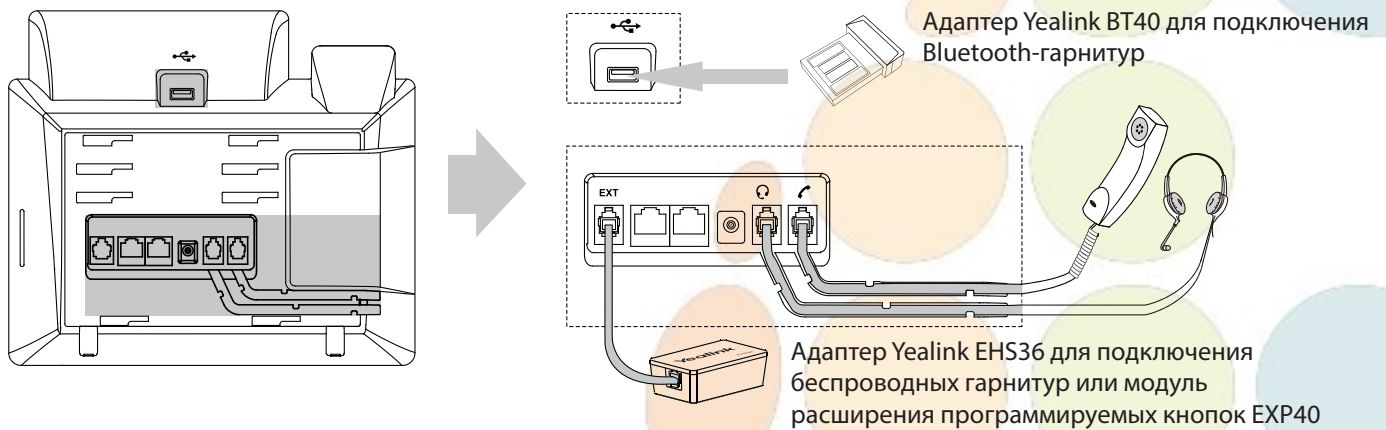 Адаптер Yealink BT40 для подключения
Bluetooth-гарнитур
EXT
Yealink
Адаптер Yealink EHS36 для подключения
беспроводных гарнитур или модуль
расширения программируемых кнопок EXP40